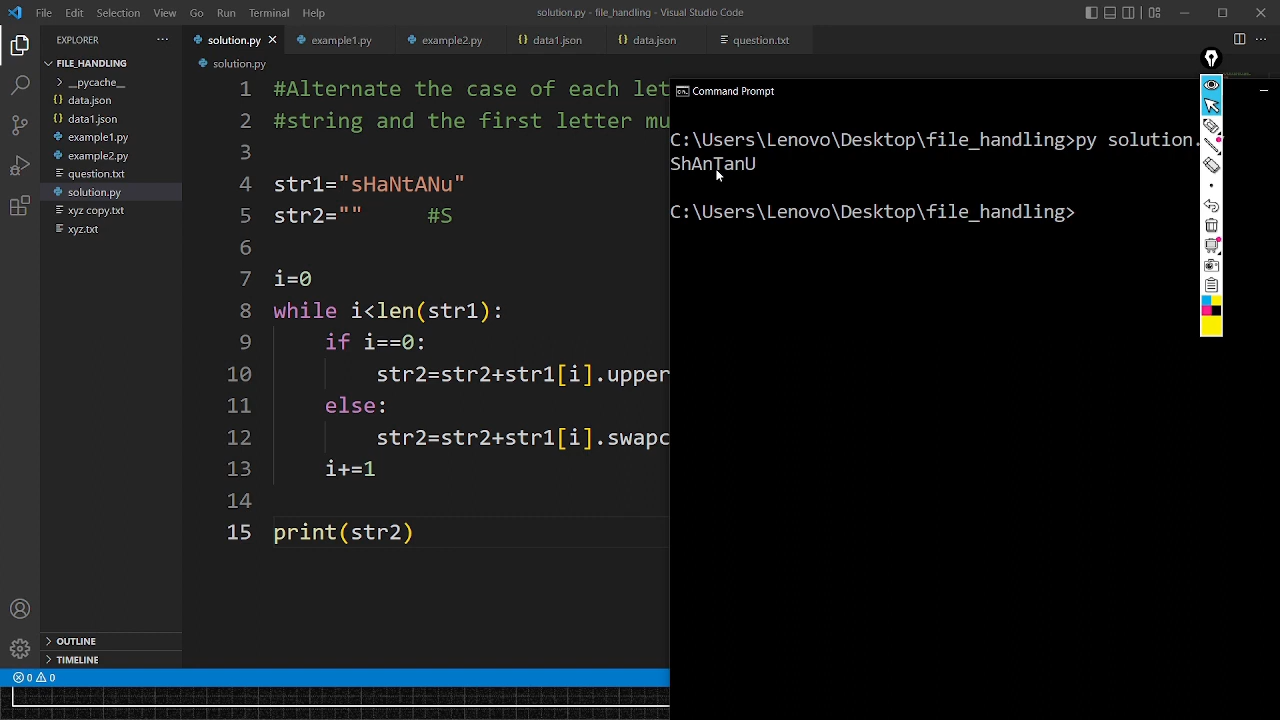 File Edit Selection View Go Run Terminal Help
solution.py - file_handling - Visual Studio Code
EXPLORER
FILE_HANDLING
__pycache__
data.json
data1.json
example1.py
example2.py
question.txt
solution.py
xyz copy.txt
xyz.txt
OUTLINE
TIMELINE
solution.py example1.py example2.py data1.json data.json question.txt
solution.py
1 #Alternate the case of each let
2 #string and the first letter mu
3
4 str1="sHaNtANu"
5 str2="" #S
6
7 i=0
8 while i<len(str1):
9 if i==0:
10 str2=str2+str1[i].upper
11 else:
12 str2=str2+str1[i].swapc
13 i+=1
14
15 print(str2)
0 0
Command Prompt
C:\Users\Lenovo\Desktop\file_handling>py solution.
ShAnTanU
C:\Users\Lenovo\Desktop\file_handling>